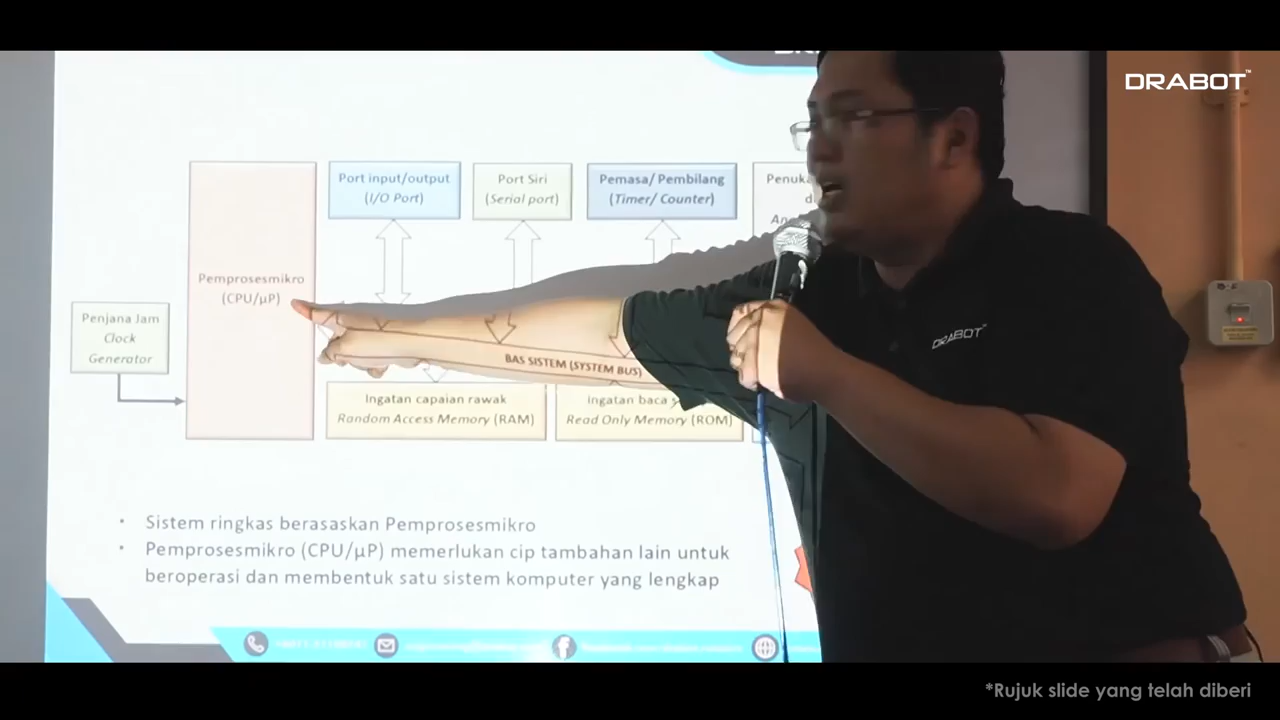 DRABOT™
Port input/output
(I/O Port)
Port Siri
(Serial port)
Pemasa/ Pembilang
(Timer/ Counter)
Pemprosesmikro
(CPU/µP)
Penjana Jam
Clock
Generator
DRABOT™
BAS SISTEM (SYSTEM BUS)
Ingatan capaian rawak
Random Access Memory (RAM)
Ingatan baca
Read Only Memory (ROM)
• Sistem ringkas berasaskan Pemprosesmikro
• Pemprosesmikro (CPU/µP) memerlukan cip tambahan lain untuk
beroperasi dan membentuk satu sistem komputer yang lengkap
*Rujuk slide yang telah diberi